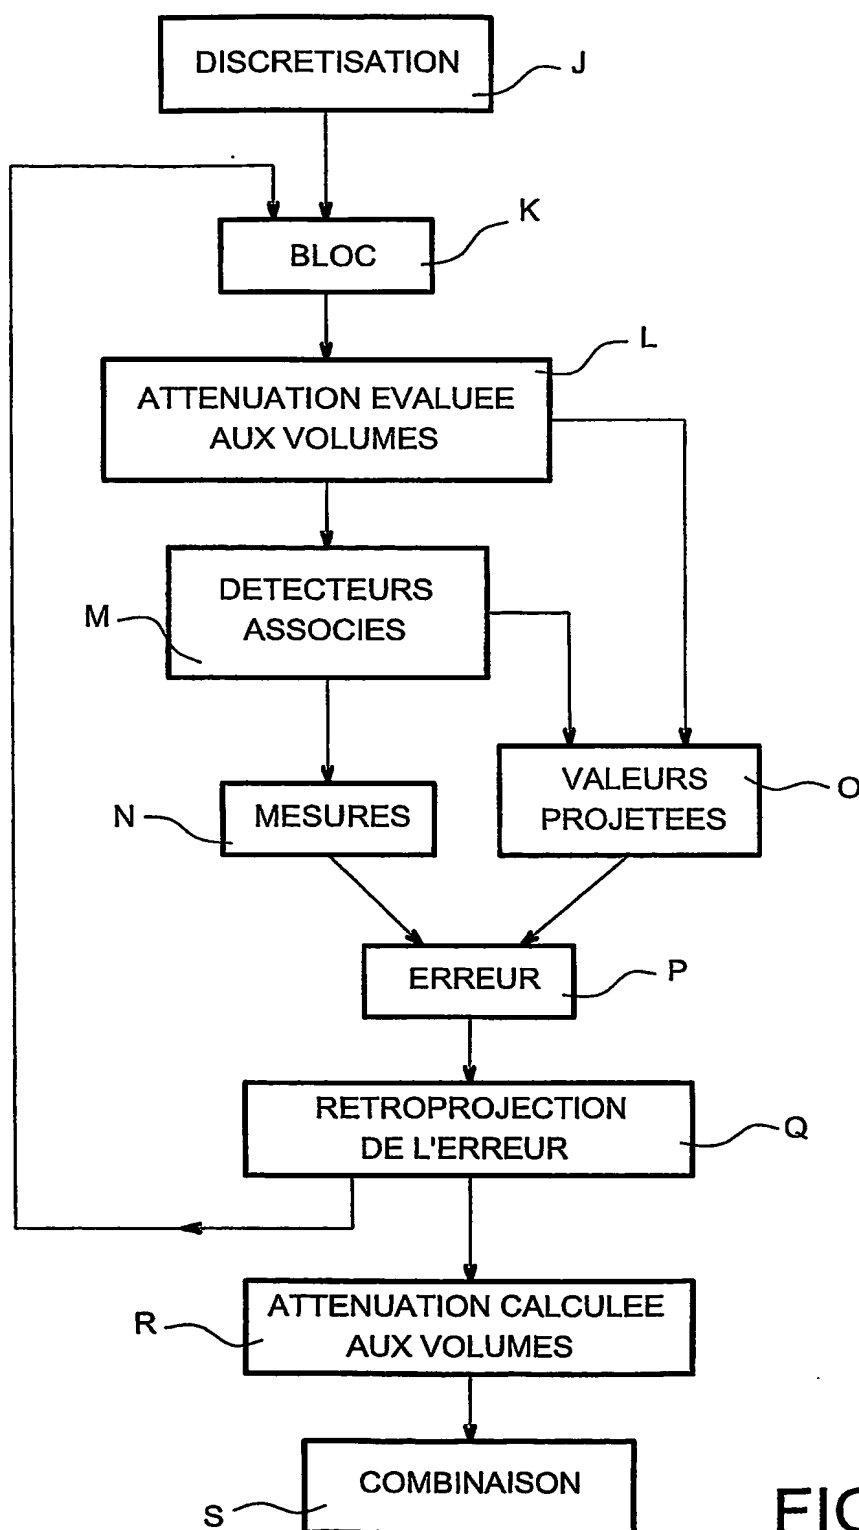 DISCRETISATION
J
K
BLOC
L
ATTENUATION EVALUEE
AUX VOLUMES
DETECTEURS
ASSOCIES
M
VALEURS
PROJETEES
O
N
MESURES
ERREUR
P
RETROPROJECTION
DE L'ERREUR
Q
ATTENUATION CALCULEE
AUX VOLUMES
R
COMBINAISON
S
FIG